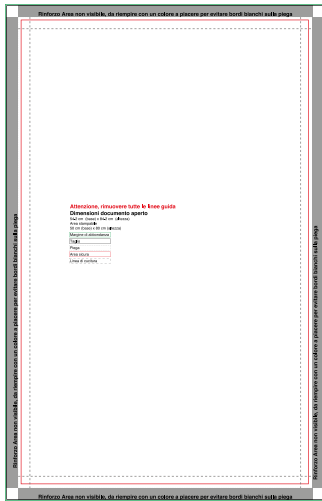 Rinforzo Area non visibile, da riempire con un colore a piacere per evitare bordi bianchi sulla piega
Rinforzo Area non visibile, da riempire con un colore a piacere per evitare bordi bianchi sulla piega
Attenzione, rimuovere tutte le linee guida
Dimensioni documento aperto
(base) x
Area stampabile
(base) x
Margine di abbondanza
Taglio
Piega
Area sicura
Linea di cucitura
Rinforzo Area non visibile, da riempire con un colore a piacere per evitare bordi bianchi sulla piega
Rinforzo Area non visibile, da riempire con un colore a piacere per evitare bordi bianchi sulla piega